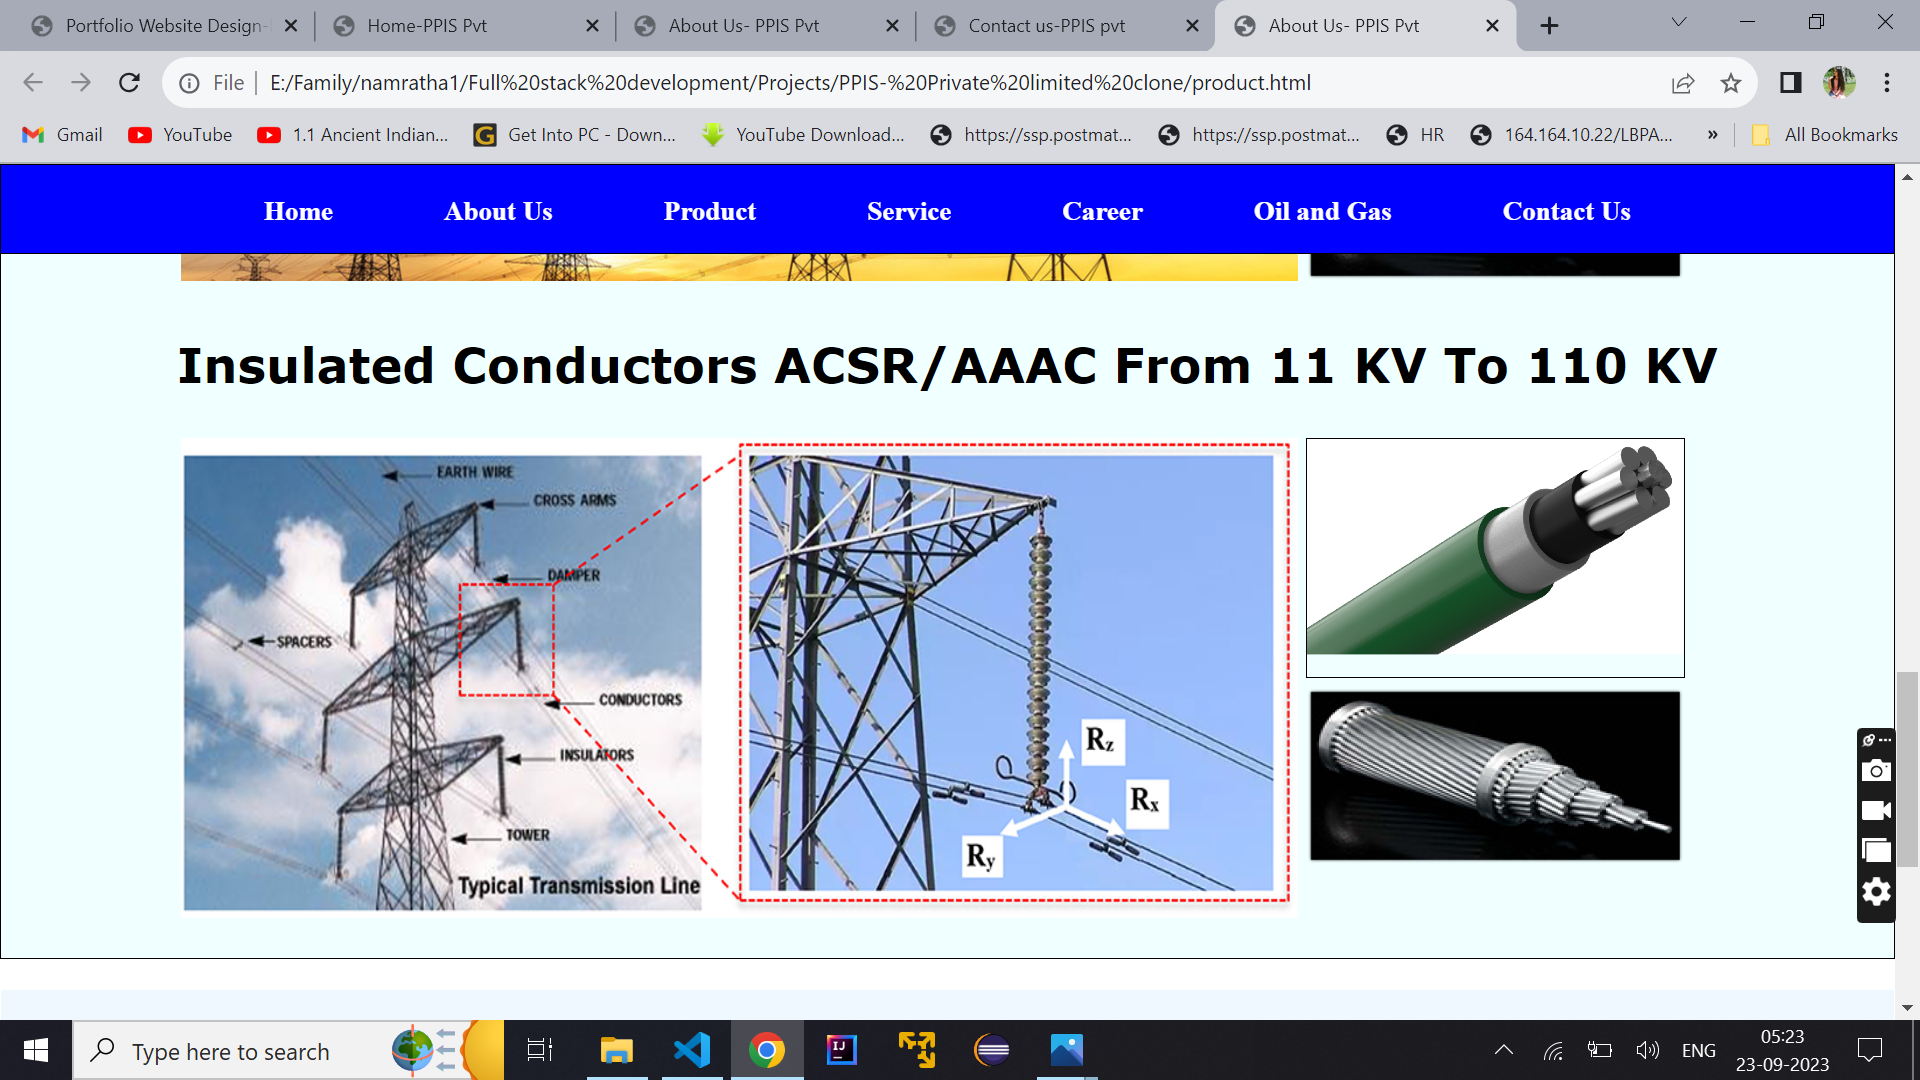 Portfolio Website Design- Home-PPIS Pvt About Us- PPIS Pvt Contact us-PPIS pvt About Us- PPIS Pvt
File E:/Family/namratha1/Full%20stack%20development/Projects/PPIS-%20Private%20limited%20clone/product.html
Gmail YouTube 1.1 Ancient Indian... Get Into PC - Down... YouTube Download... https://ssp.postmat... https://ssp.postmat... HR 164.164.10.22/LBPA... » All Bookmarks
Home About Us Product Service Career Oil and Gas Contact Us
Insulated Conductors ACSR/AAAC From 11 KV To 110 KV
EARTH WIRE
CROSS ARMS
DAMPER
SPACERS
CONDUCTORS
INSULATORS
TOWER
Typical Transmission Line
Rz
Rx
Ry
Type here to search
IJ
ENG
05:23
23-09-2023